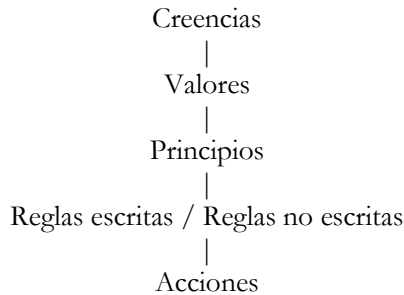 Creencias
|
Valores
|
Principios
|
Reglas escritas / Reglas no escritas
|
Acciones